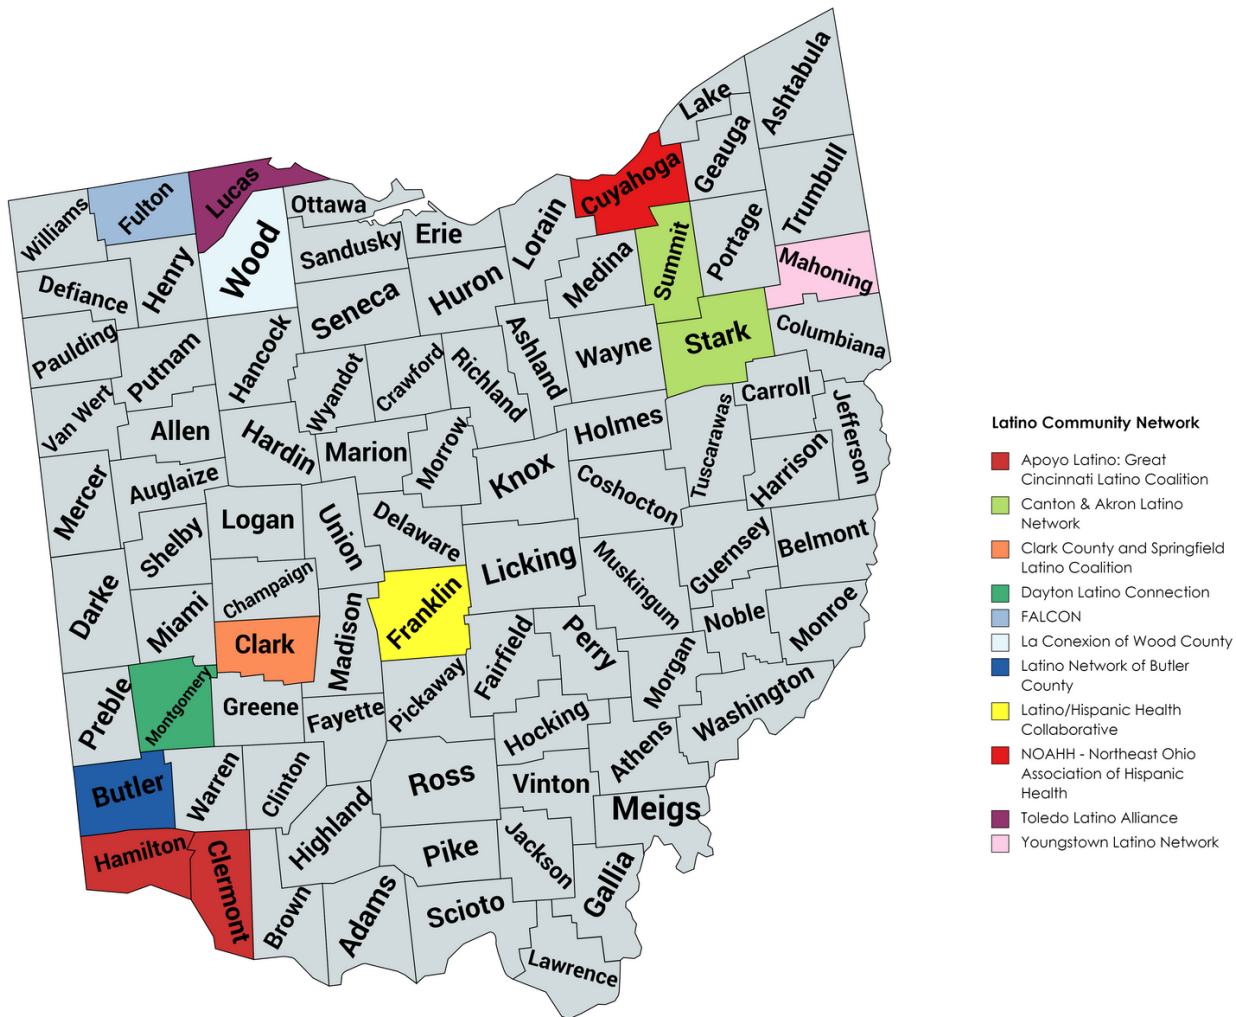 Ashtabula
Lake
Geauga
Cuyahoga
Trumbull
Lucas
Fulton
Williams
Ottawa
Wood
Sandusky
Erie
Lorain
Medina
Summit
Portage
Mahoning
Henry
Defiance
Seneca
Huron
Paulding
Putnam
Hancock
Wyandot
Crawford
Richland
Ashland
Wayne
Stark
Columbiana
Van Wert
Allen
Hardin
Marion
Morrow
Holmes
Tuscarawas
Carroll
Jefferson
Harrison
Mercer
Auglaize
Knox
Coshocton
Logan
Union
Delaware
Shelby
Licking
Muskingum
Guernsey
Belmont
Darke
Miami
Champaign
Madison
Franklin
Clark
Fairfield
Perry
Noble
Monroe
Morgan
Preble
Montgomery
Greene
Fayette
Pickaway
Hocking
Athens
Washington
Butler
Warren
Clinton
Ross
Vinton
Meigs
Highland
Hamilton
Clermont
Pike
Jackson
Gallia
Brown
Adams
Scioto
Lawrence
Latino Community Network
Apoyo Latino: Great
Cincinnati Latino Coalition
Canton & Akron Latino
Network
Clark County and Springfield
Latino Coalition
Dayton Latino Connection
FALCON
La Conexion of Wood County
Latino Network of Butler
County
Latino/Hispanic Health
Collaborative
NOAHH - Northeast Ohio
Association of Hispanic
Health
Toledo Latino Alliance
Youngstown Latino Network